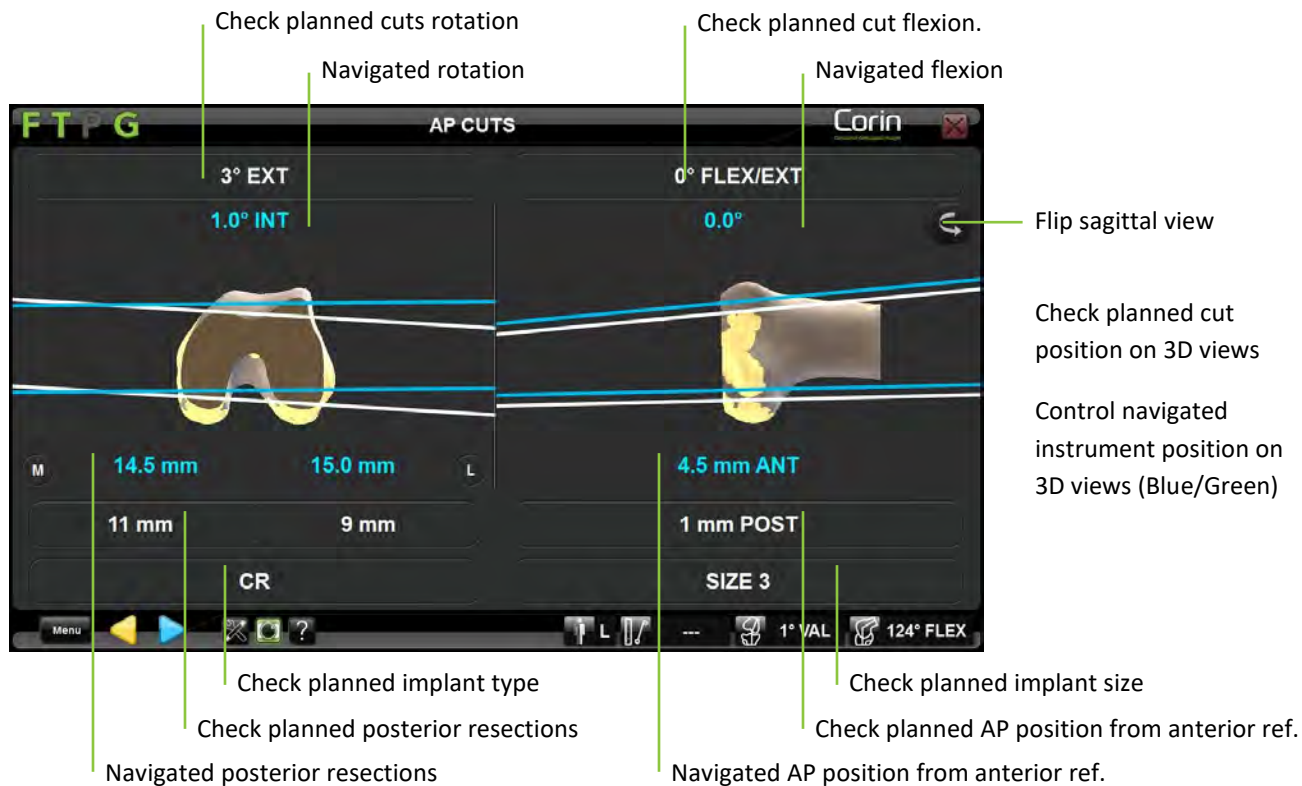 Check planned cuts rotation
Check planned cut flexion.
Navigated rotation
Navigated flexion
F T P G
AP CUTS
Corin
3° EXT
0° FLEX/EXT
1.0° INT
0.0°
Flip sagittal view
Check planned cut
position on 3D views
Control navigated
instrument position on
3D views (Blue/Green)
M
14.5 mm
15.0 mm
L
4.5 mm ANT
11 mm
9 mm
1 mm POST
CR
SIZE 3
Menu
?
L
---
1° VAL
124° FLEX
Check planned implant type
Check planned implant size
Check planned posterior resections
Check planned AP position from anterior ref.
Navigated posterior resections
Navigated AP position from anterior ref.